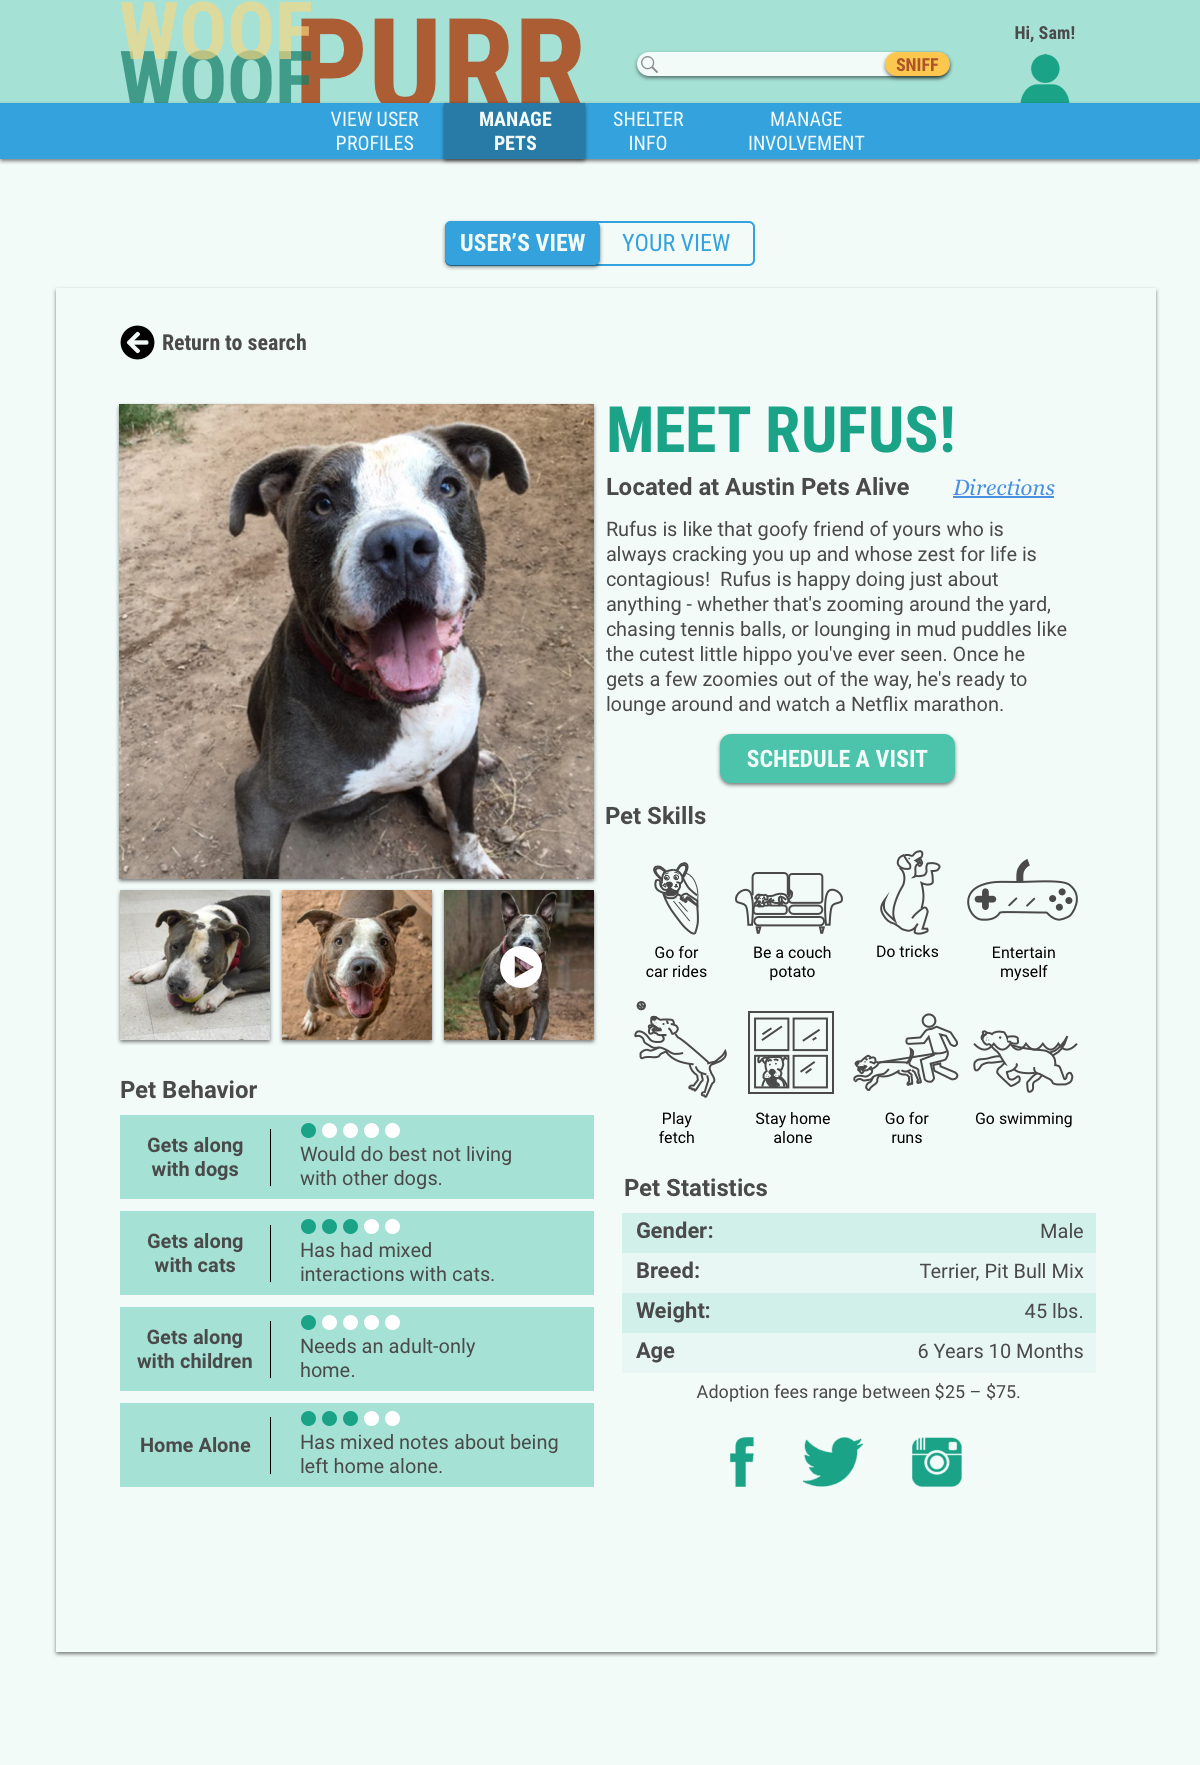 WOOF
WOOF
PURR
SNIFF
Hi, Sam!
VIEW USER
PROFILES
MANAGE
PETS
SHELTER
INFO
MANAGE
INVOLVEMENT
USER’S VIEW
YOUR VIEW
Return to search
MEET RUFUS!
Located at Austin Pets Alive
Directions
Rufus is like that goofy friend of yours who is
always cracking you up and whose zest for life is
contagious!  Rufus is happy doing just about
anything - whether that's zooming around the yard,
chasing tennis balls, or lounging in mud puddles like
the cutest little hippo you've ever seen. Once he
gets a few zoomies out of the way, he's ready to
lounge around and watch a Netflix marathon.
SCHEDULE A VISIT
Pet Skills
Go for
car rides
Be a couch
potato
Do tricks
Entertain
myself
Play
fetch
Stay home
alone
Go for
runs
Go swimming
Pet Behavior
Gets along
with dogs
Would do best not living
with other dogs.
Gets along
with cats
Has had mixed
interactions with cats.
Gets along
with children
Needs an adult-only
home.
Home Alone
Has mixed notes about being
left home alone.
Pet Statistics
Gender: Male
Breed: Terrier, Pit Bull Mix
Weight: 45 lbs.
Age 6 Years 10 Months
Adoption fees range between $25 – $75.